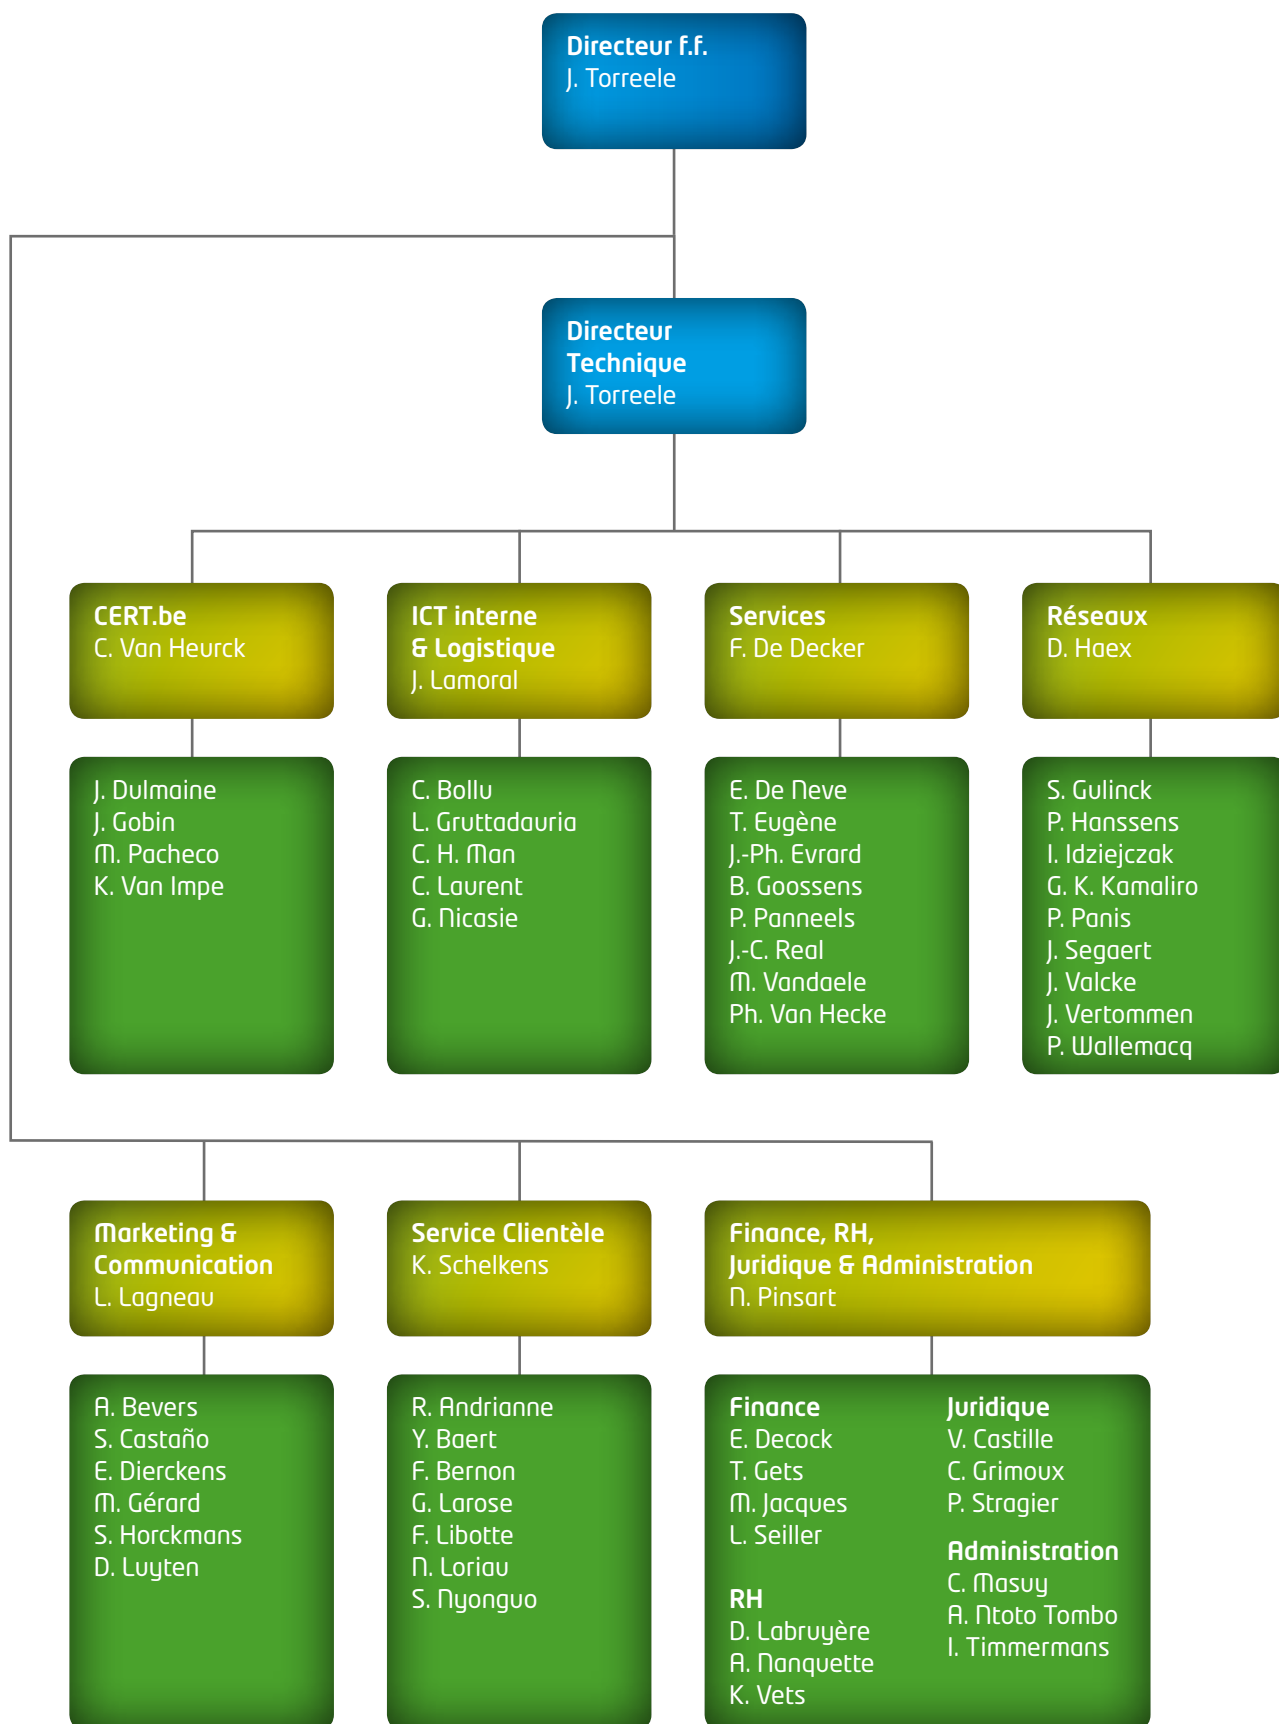 Directeur f.f.
J. Torreele
Directeur
Technique
J. Torreele
CERT.be
C. Van Heurck
ICT interne
& Logistique
J. Lamoral
Services
F. De Decker
Réseaux
D. Haex
J. Dulmaine
J. Gobin
M. Pacheco
K. Van Impe
C. Bollu
L. Gruttadauria
C. H. Man
C. Laurent
G. Nicasie
E. De Neve
T. Eugène
J.-Ph. Evrard
B. Goossens
P. Panneels
J.-C. Real
M. Vandaele
Ph. Van Hecke
S. Gulinck
P. Hanssens
I. Idziejczak
G. K. Kamaliro
P. Panis
J. Segaert
J. Valcke
J. Vertommen
P. Wallemacq
Marketing &
Communication
L. Lagneau
Service Clientèle
K. Schelkens
Finance, RH,
Juridique & Administration
N. Pinsart
A. Bevers
S. Castaño
E. Dierckens
M. Gérard
S. Horckmans
D. Luyten
R. Andrianne
Y. Baert
F. Bernon
G. Larose
F. Libotte
N. Loriau
S. Nyonguo
Finance
E. Decock
T. Gets
M. Jacques
L. Seiller
RH
D. Labruyère
A. Nanquette
K. Vets
Juridique
V. Castille
C. Grimoux
P. Stragier
Administration
C. Masuy
A. Ntoto Tombo
I. Timmermans